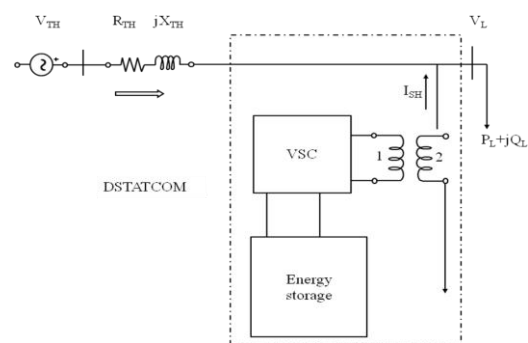 V_TH R_TH jX_TH V_L
I_SH
P_L+jQ_L
VSC
1
2
DSTATCOM
Energy
storage